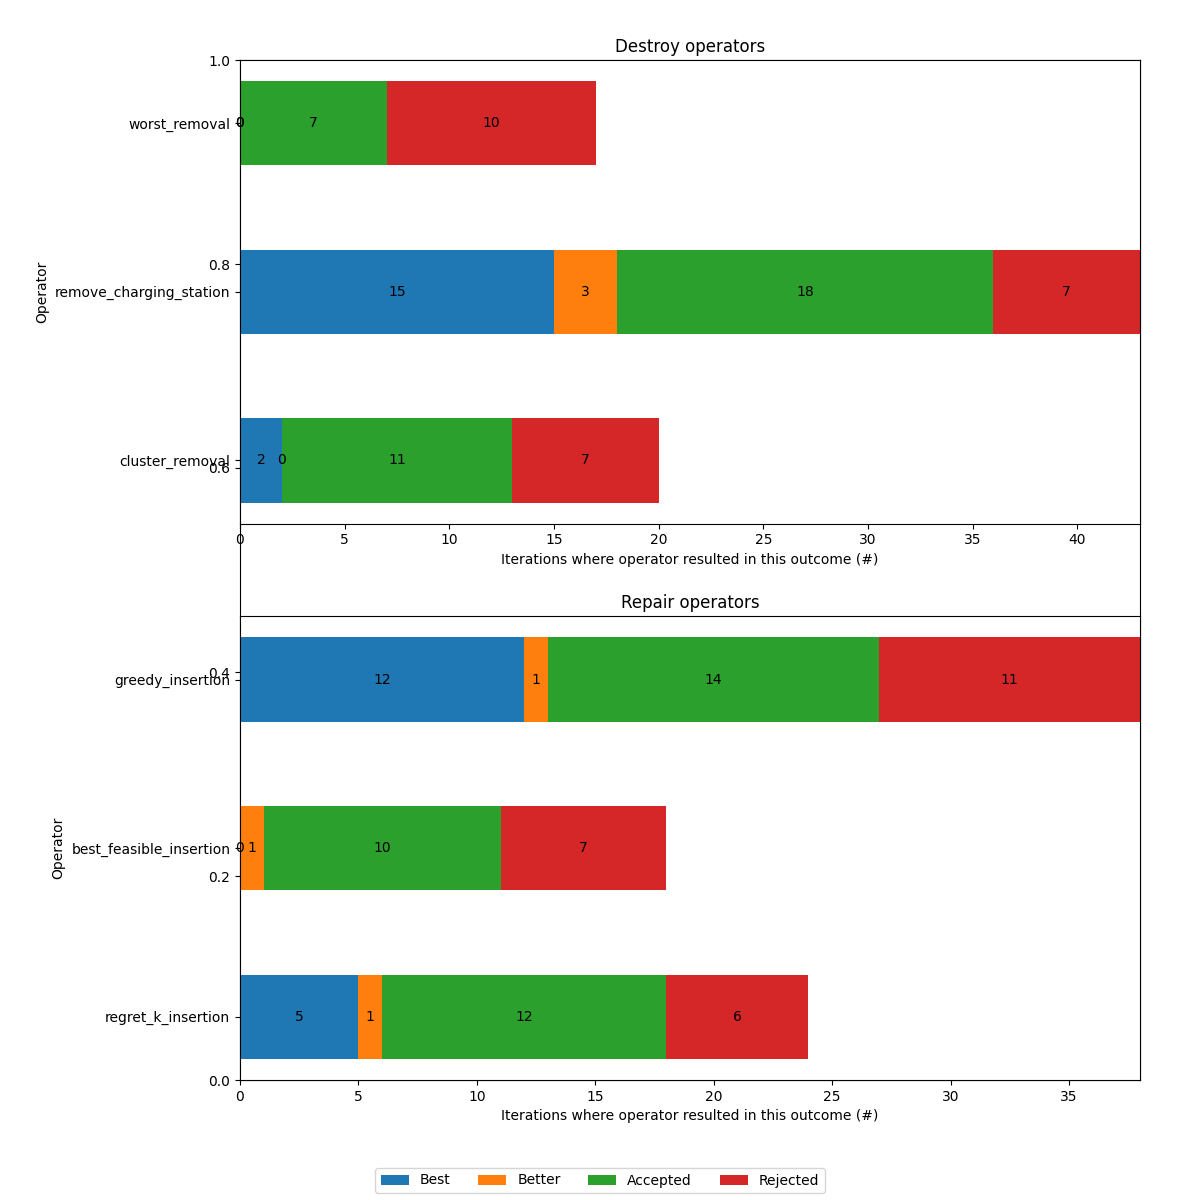 Destroy operators
1.0
worst_removal 0 7 10
0.8
remove_charging_station 15 3 18 7
Operator
cluster_removal 2 0 11 7
0.6
0 5 10 15 20 25 30 35 40
Iterations where operator resulted in this outcome (#)
Repair operators
0.4
greedy_insertion 12 1 14 11
best_feasible_insertion 0 1 10 7
Operator
0.2
regret_k_insertion 5 1 12 6
0.0
0 5 10 15 20 25 30 35
Iterations where operator resulted in this outcome (#)
Best Better Accepted Rejected